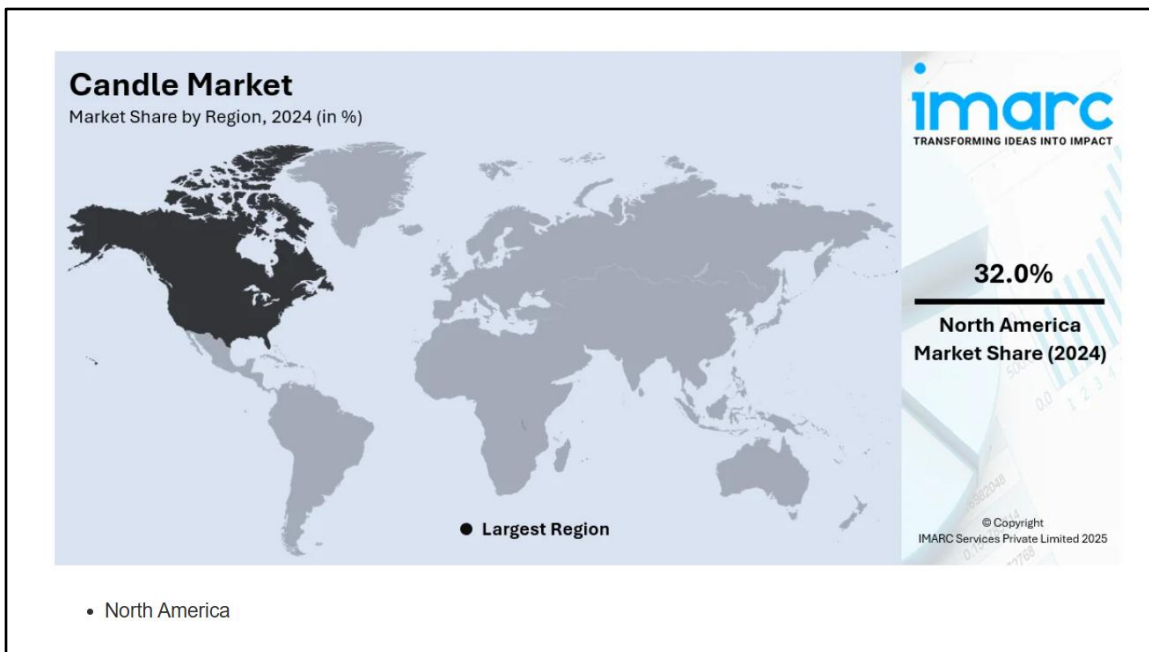 Candle Market
Market Share by Region, 2024 (in %)
imarc
TRANSFORMING IDEAS INTO IMPACT
32.0%
North America
Market Share (2024)
Largest Region
© Copyright
IMARC Services Private Limited 2025
• North America